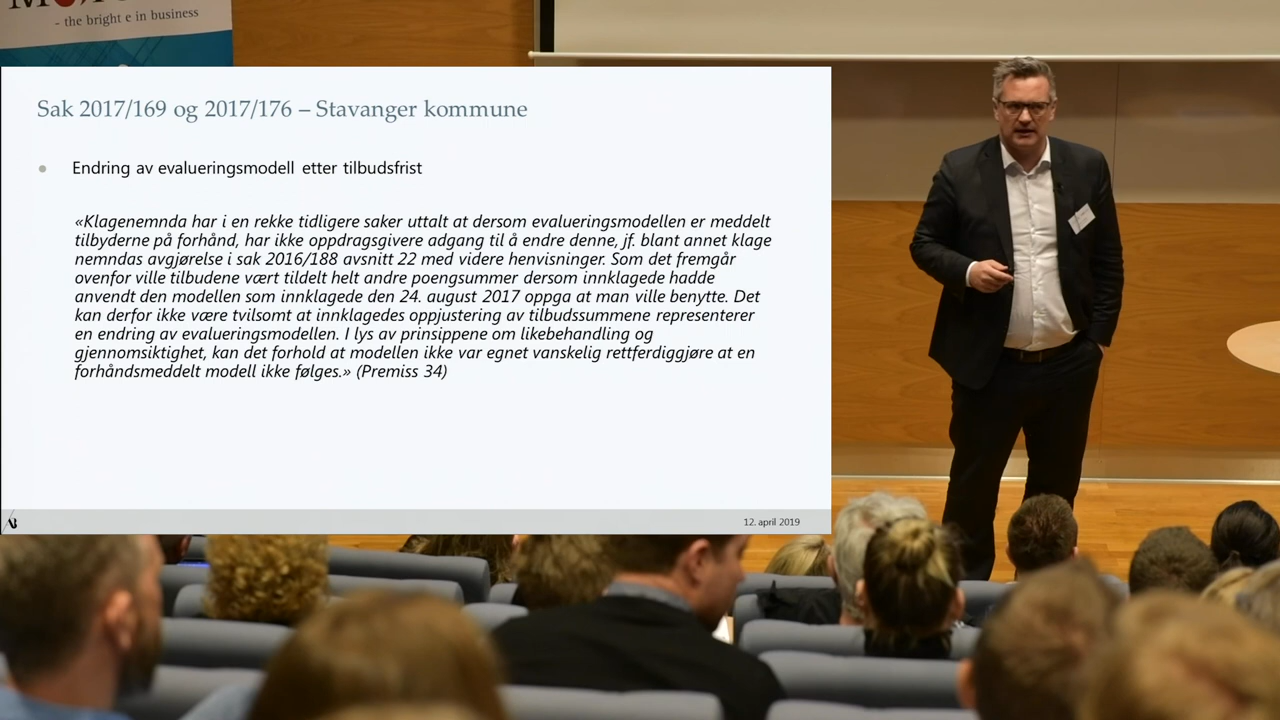 - the bright e in business
Sak 2017/169 og 2017/176 – Stavanger kommune
Endring av evalueringsmodell etter tilbudsfrist
«Klagenemnda har i en rekke tidligere saker uttalt at dersom evalueringsmodellen er meddelt
tilbyderne på forhånd, har ikke oppdragsgivere adgang til å endre denne, jf. blant annet klage
nemndas avgjørelse i sak 2016/188 avsnitt 22 med videre henvisninger. Som det fremgår
ovenfor ville tilbudene vært tildelt helt andre poengsummer dersom innklagede hadde
anvendt den modellen som innklagede den 24. august 2017 oppga at man ville benytte. Det
kan derfor ikke være tvilsomt at innklagedes oppjustering av tilbudssummene representerer
en endring av evalueringsmodellen. I lys av prinsippene om likebehandling og
gjennomsiktighet, kan det forhold at modellen ikke var egnet vanskelig rettferdiggjøre at en
forhåndsmeddelt modell ikke følges.» (Premiss 34)
12. april 2019